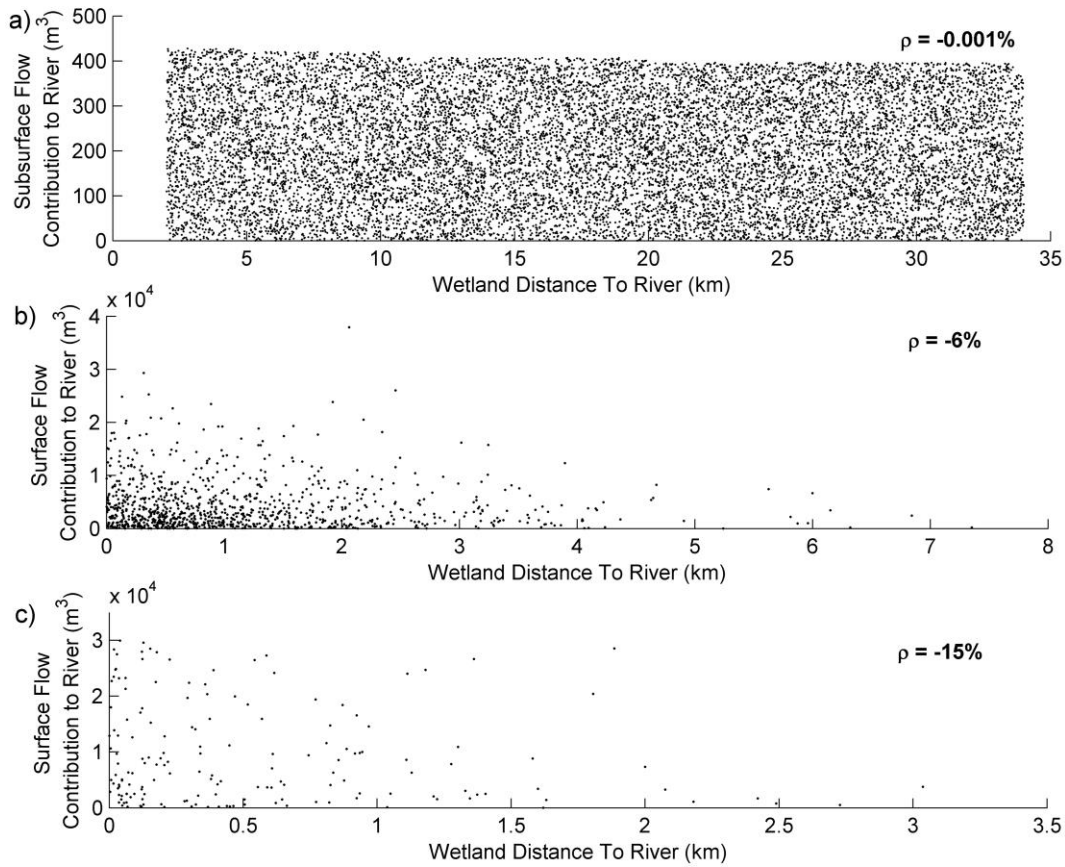 a)
Subsurface Flow
Contribution to River (m³)
500
400
300
200
100
0
ρ = -0.001%
0 5 10 15 20 25 30 35
Wetland Distance To River (km)
b)
x 10⁴
Surface Flow
Contribution to River (m³)
4
3
2
1
0
ρ = -6%
0 1 2 3 4 5 6 7 8
Wetland Distance To River (km)
c)
x 10⁴
Surface Flow
Contribution to River (m³)
3
2
1
0
ρ = -15%
0 0.5 1 1.5 2 2.5 3 3.5
Wetland Distance To River (km)